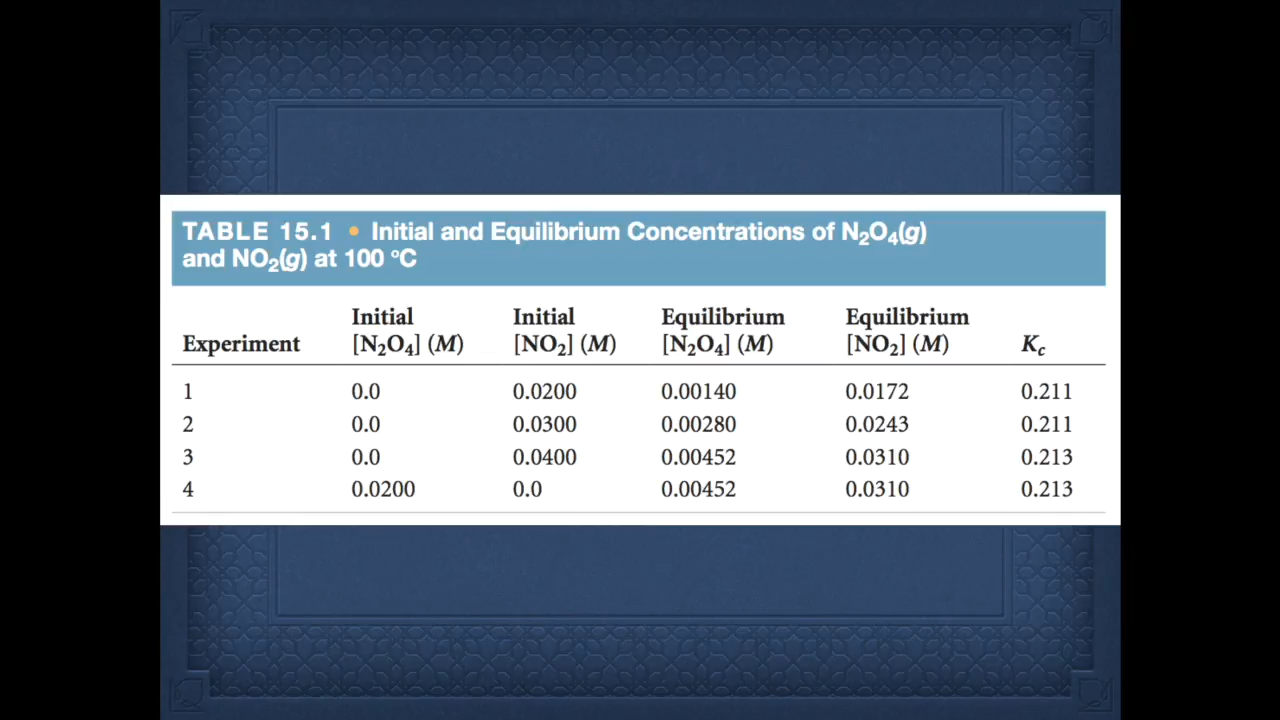 TABLE 15.1 • Initial and Equilibrium Concentrations of N₂O₄(g)
and NO₂(g) at 100 °C
Initial Initial Equilibrium Equilibrium
Experiment [N₂O₄] (M) [NO₂] (M) [N₂O₄] (M) [NO₂] (M) Kc
1 0.0 0.0200 0.00140 0.0172 0.211
2 0.0 0.0300 0.00280 0.0243 0.211
3 0.0 0.0400 0.00452 0.0310 0.213
4 0.0200 0.0 0.00452 0.0310 0.213